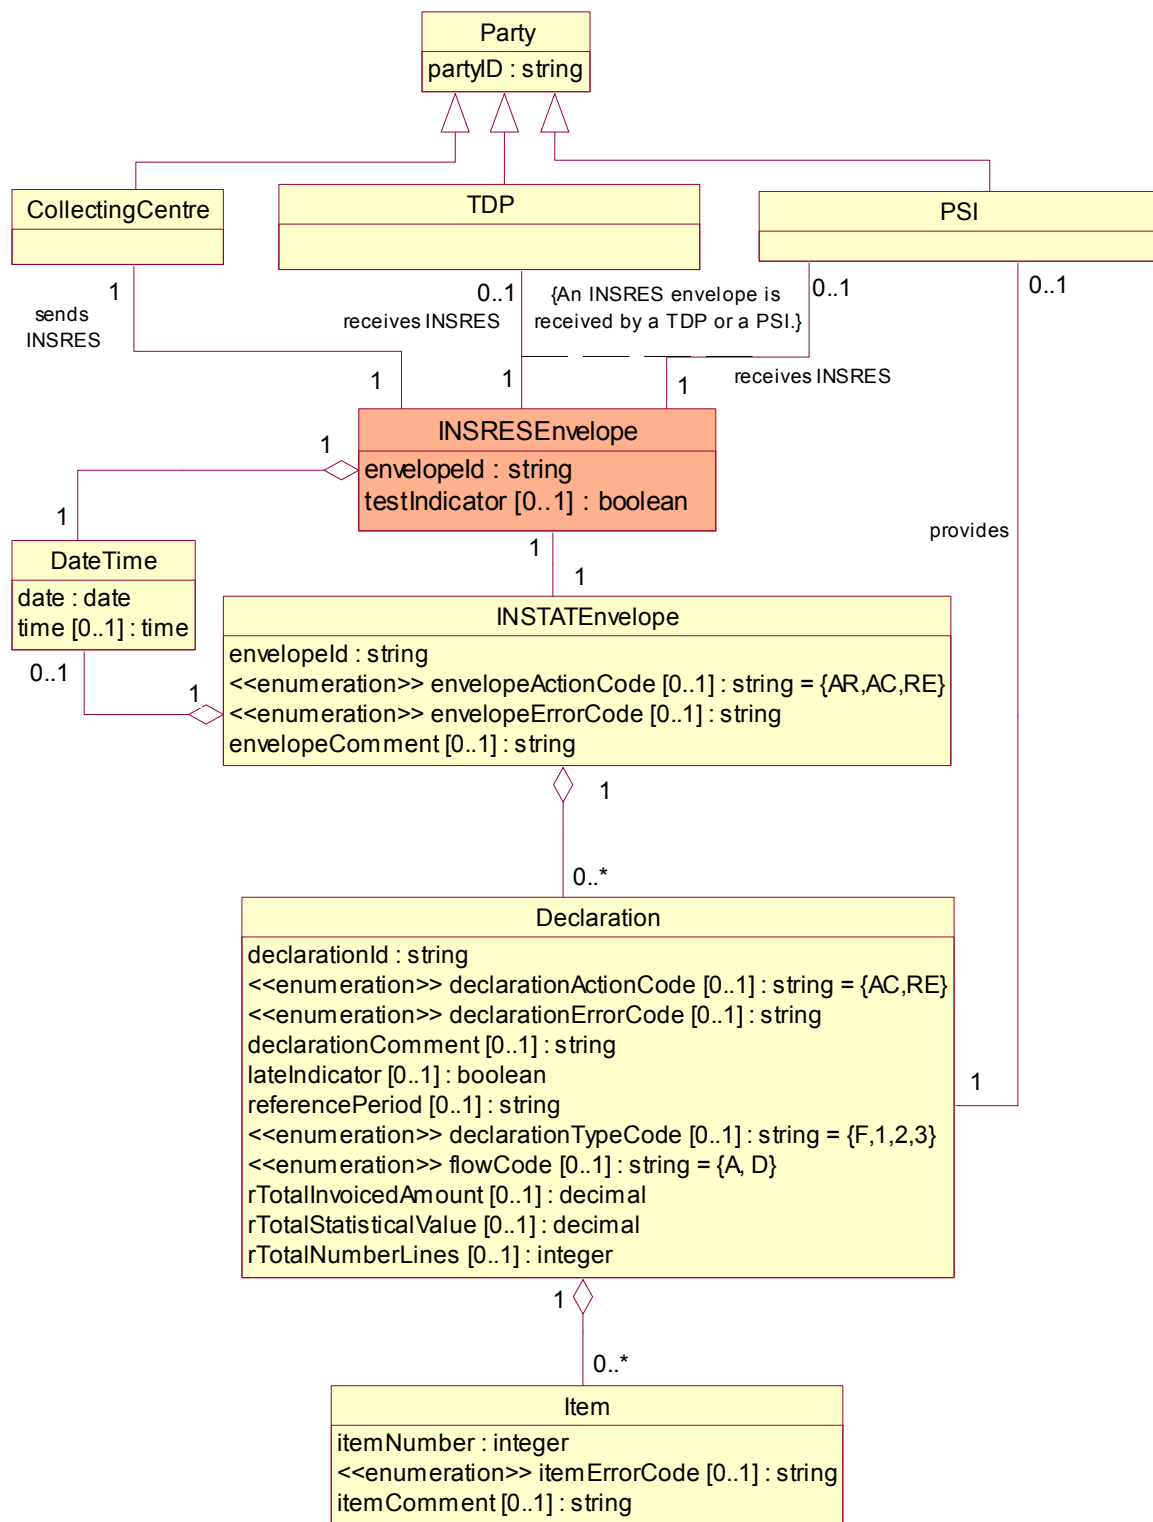 Party
partyID : string
CollectingCentre
TDP
PSI
1
sends
INSRES
0..1
receives INSRES
{An INSRES envelope is
received by a TDP or a PSI.}
0..1
0..1
receives INSRES
1
1
1
INSRESEnvelope
envelopeId : string
testIndicator [0..1] : boolean
1
1
provides
DateTime
date : date
time [0..1] : time
1
1
INSTATEnvelope
envelopeId : string
<<enumeration>> envelopeActionCode [0..1] : string = {AR,AC,RE}
<<enumeration>> envelopeErrorCode [0..1] : string
envelopeComment [0..1] : string
0..1
1
1
0..*
Declaration
declarationId : string
<<enumeration>> declarationActionCode [0..1] : string = {AC,RE}
<<enumeration>> declarationErrorCode [0..1] : string
declarationComment [0..1] : string
lateIndicator [0..1] : boolean
referencePeriod [0..1] : string
<<enumeration>> declarationTypeCode [0..1] : string = {F,1,2,3}
<<enumeration>> flowCode [0..1] : string = {A, D}
rTotalInvoicedAmount [0..1] : decimal
rTotalStatisticalValue [0..1] : decimal
rTotalNumberLines [0..1] : integer
1
1
0..*
Item
itemNumber : integer
<<enumeration>> itemErrorCode [0..1] : string
itemComment [0..1] : string